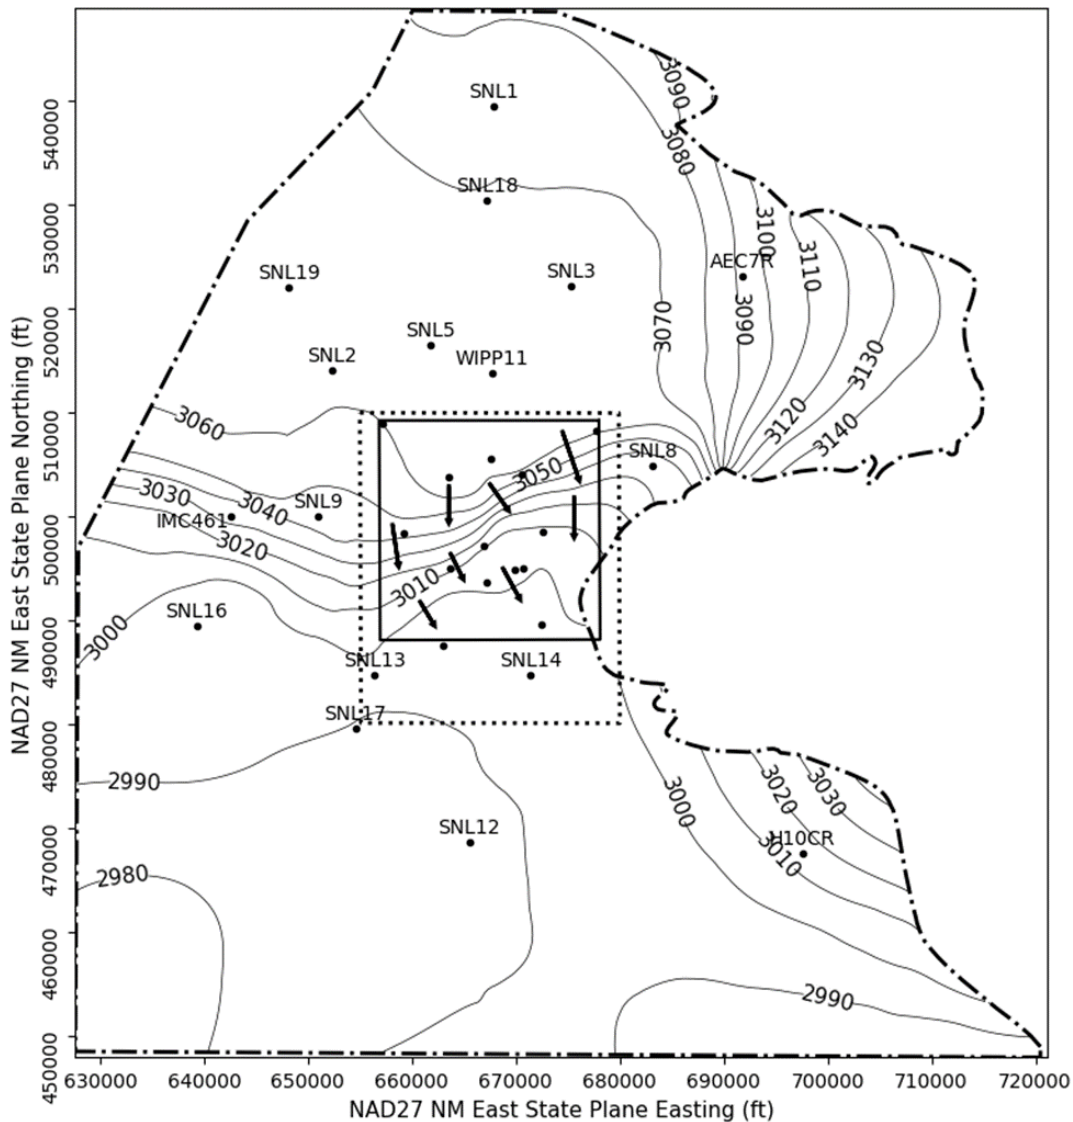 3090
SNL1
3080
SNL18
3100
AEC7R
3110
SNL19
SNL3
3070
3090
SNL5
SNL2
WIPP11
3130
3060
3120
3140
SNL8
3050
3030
SNL9
3040
IMC461
3020
3010
SNL16
3000
SNL13
SNL14
SNL17
2990
3000
3020
3030
SNL12
H10CR
3010
2980
2990
540000
530000
520000
510000
500000
490000
480000
470000
460000
450000
NAD27 NM East State Plane Northing (ft)
630000 640000 650000 660000 670000 680000 690000 700000 710000 720000
NAD27 NM East State Plane Easting (ft)